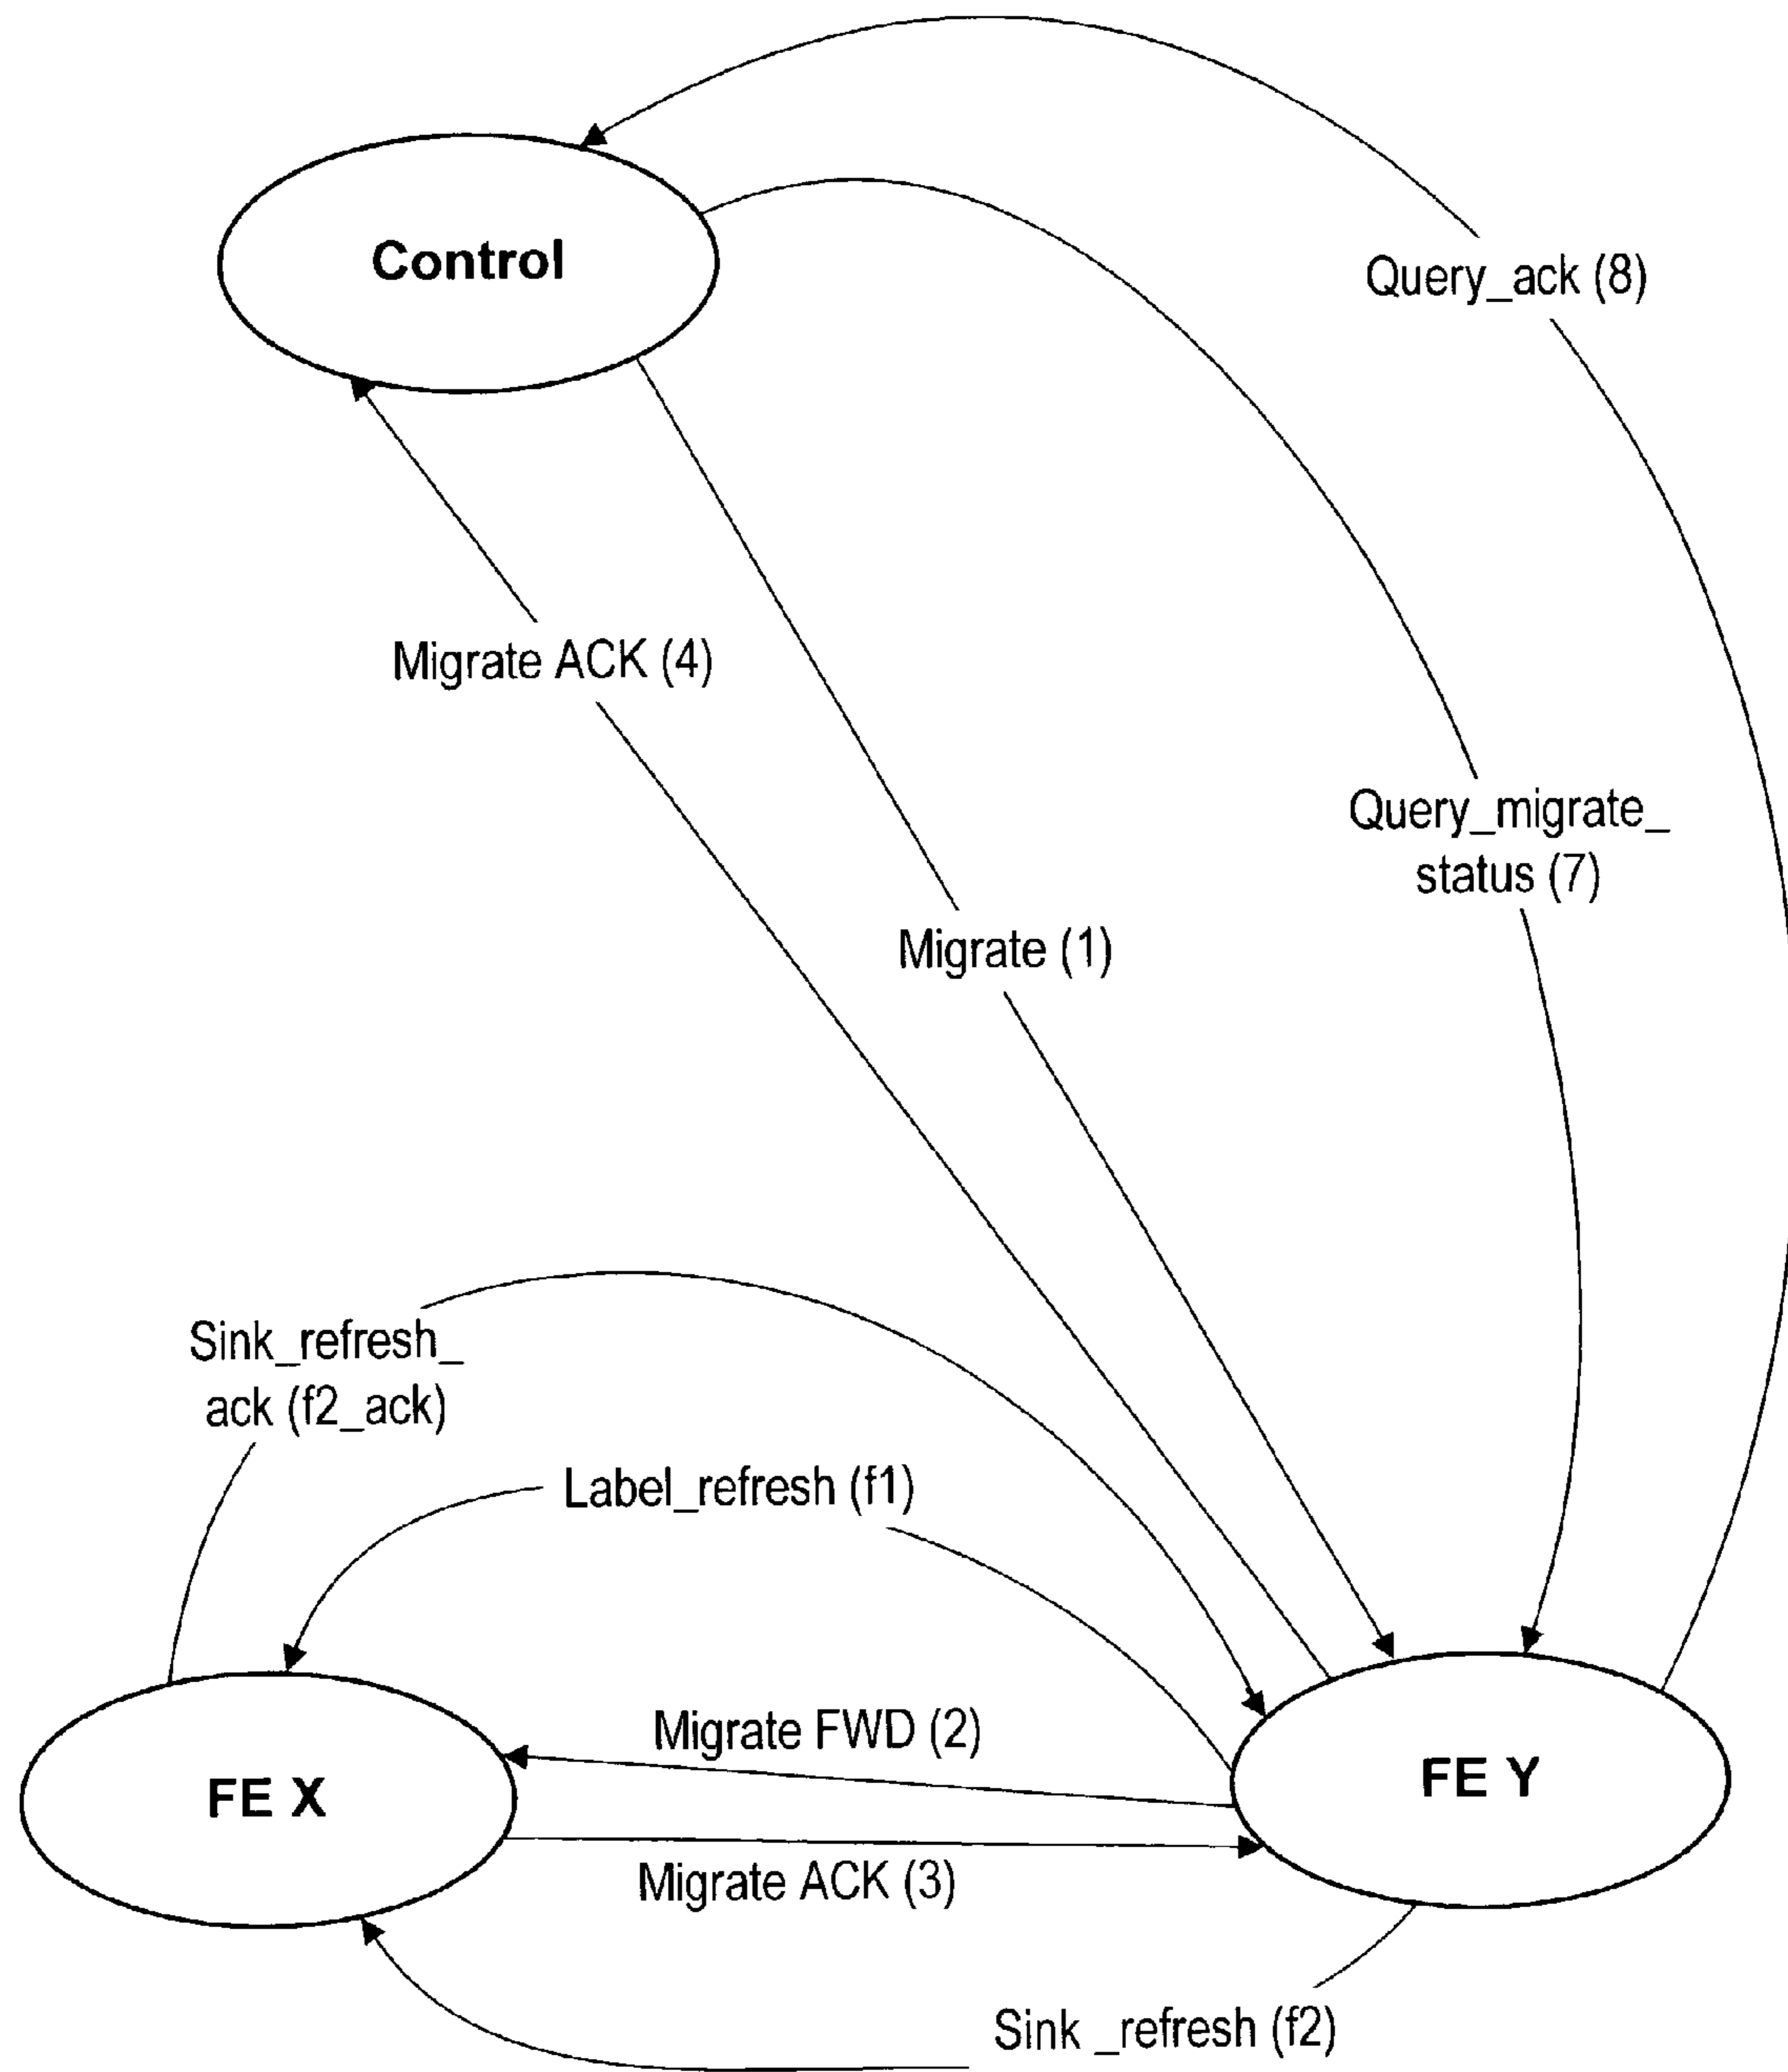 Control
Query_ack (8)
Migrate ACK (4)
Query_migrate_
status (7)
Migrate (1)
Sink_refresh_
ack (f2_ack)
Label_refresh (f1)
Migrate FWD (2)
FE X
FE Y
Migrate ACK (3)
Sink _refresh (f2)